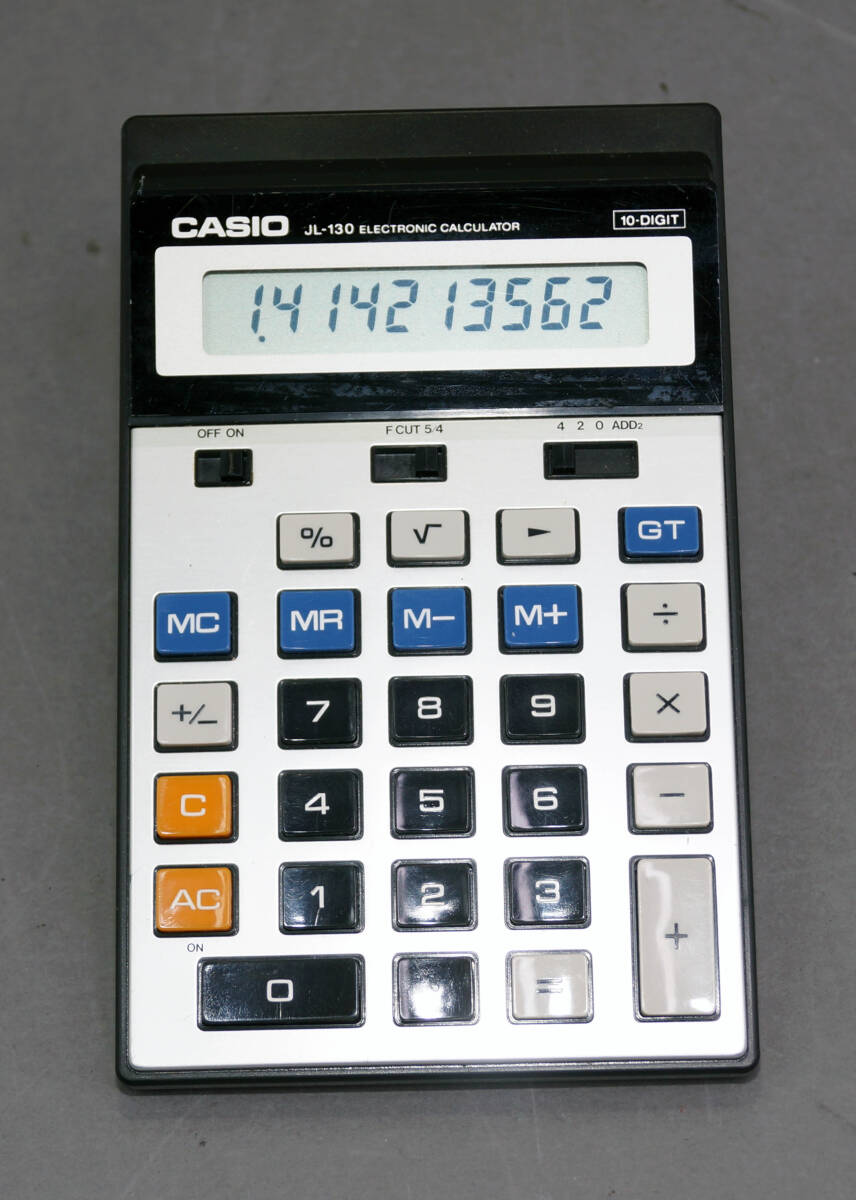 CASIO JL-130 ELECTRONIC CALCULATOR 10-DIGIT
1.414213562
OFF ON F CUT 5/4 4 2 0 ADD2
% √ ► GT
MC MR M− M+ ÷
+/− 7 8 9 ×
C 4 5 6 −
AC 1 2 3 +
ON
0 · =